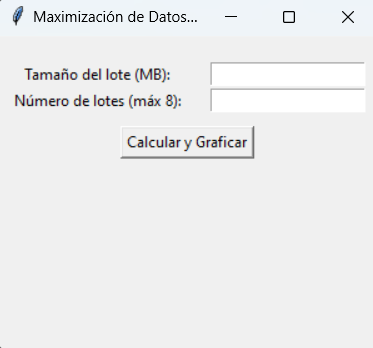 Maximización de Datos...
Tamaño del lote (MB):
Número de lotes (máx 8):
Calcular y Graficar